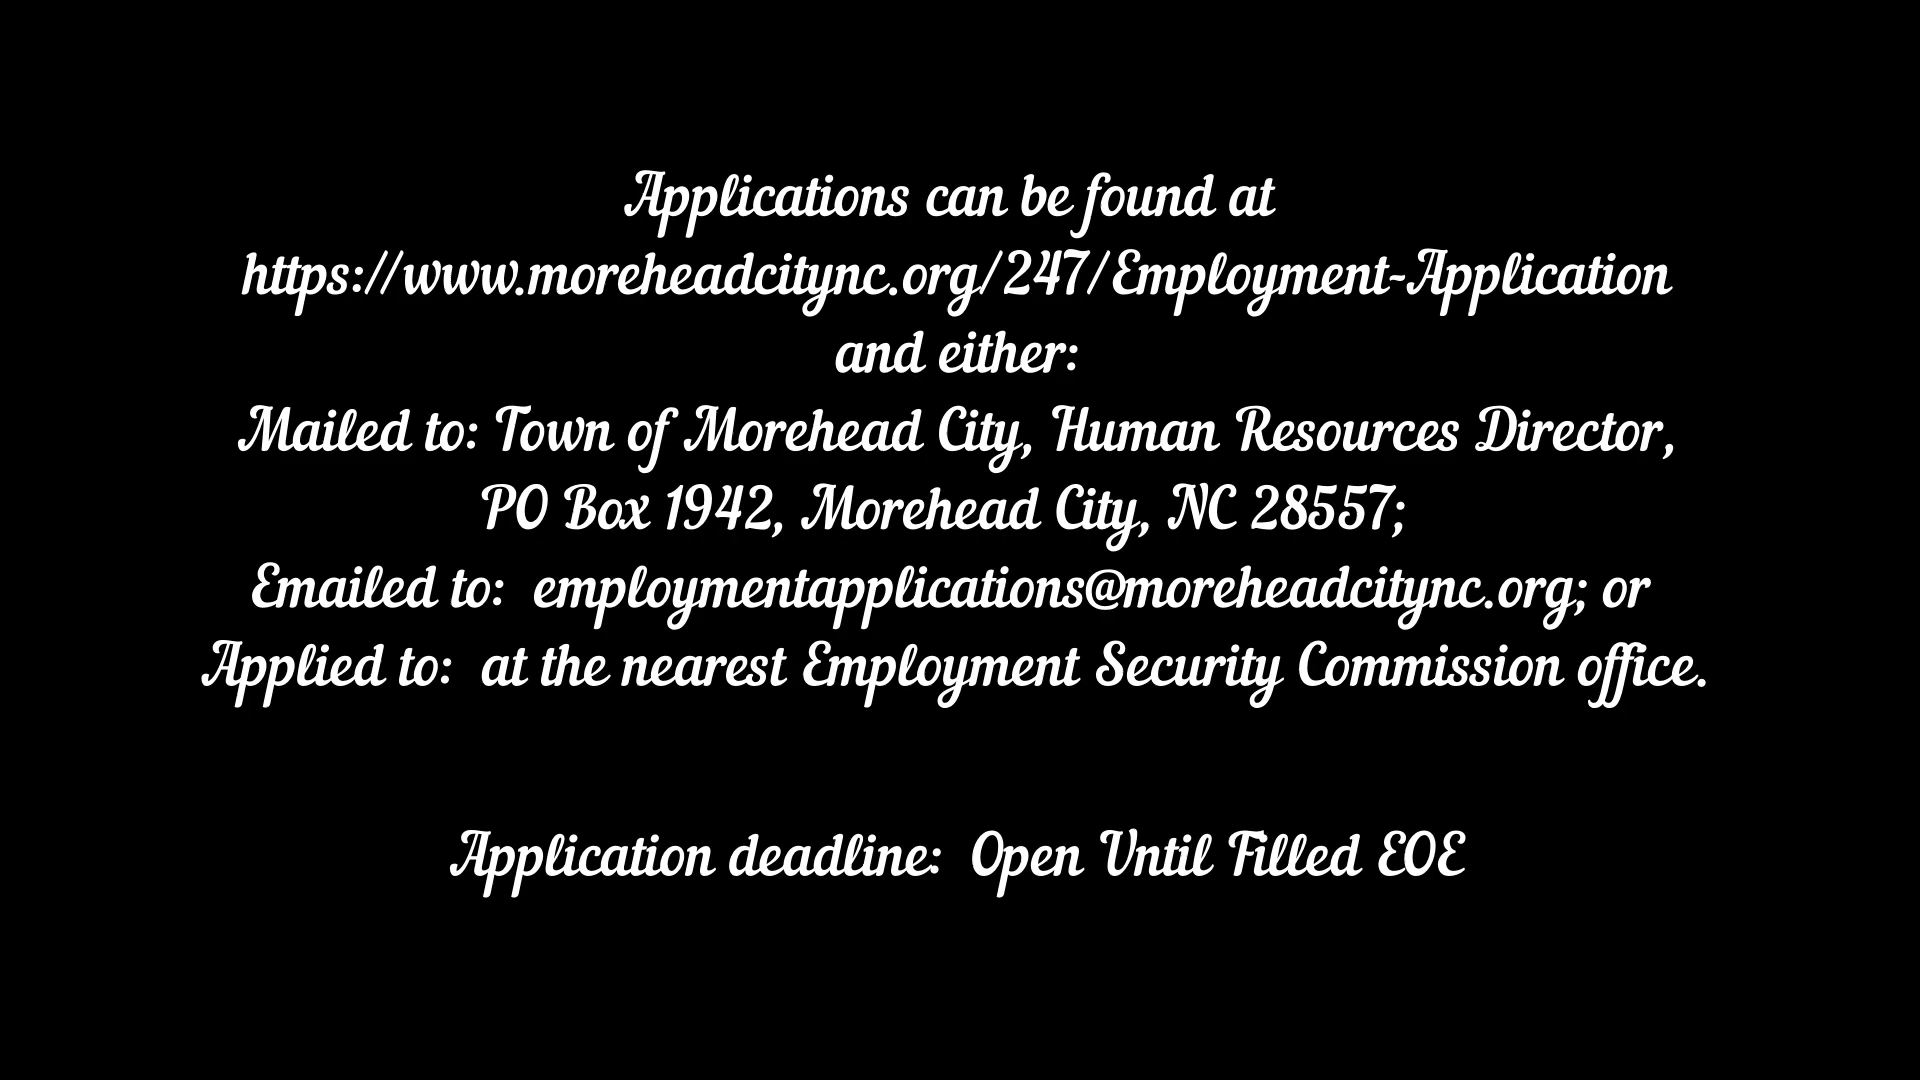 Applications can be found at
https://www.moreheadcitync.org/247/Employment-Application
and either:
Mailed to: Town of Morehead City, Human Resources Director,
PO Box 1942, Morehead City, NC 28557;
Emailed to:  employmentapplications@moreheadcitync.org; or
Applied to:  at the nearest Employment Security Commission office.
Application deadline:  Open Until Filled EOE